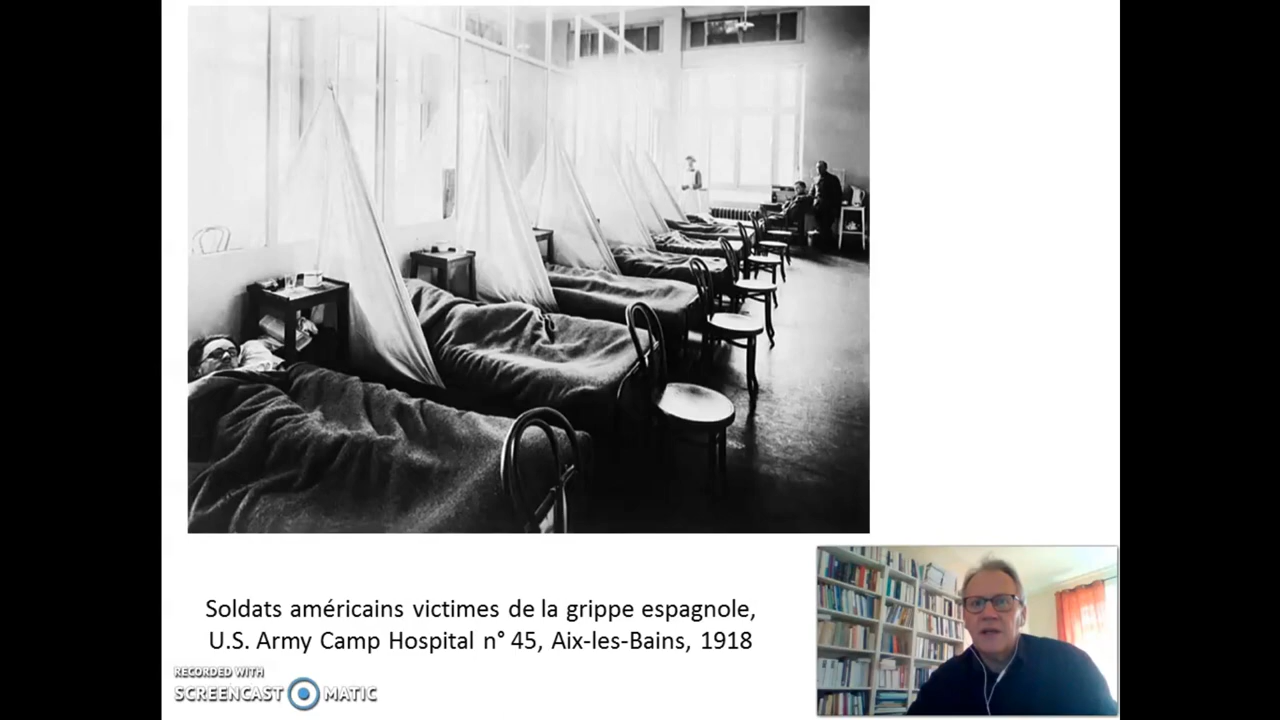 Soldats américains victimes de la grippe espagnole,
U.S. Army Camp Hospital n° 45, Aix-les-Bains, 1918
RECORDED WITH
SCREENCAST MATIC